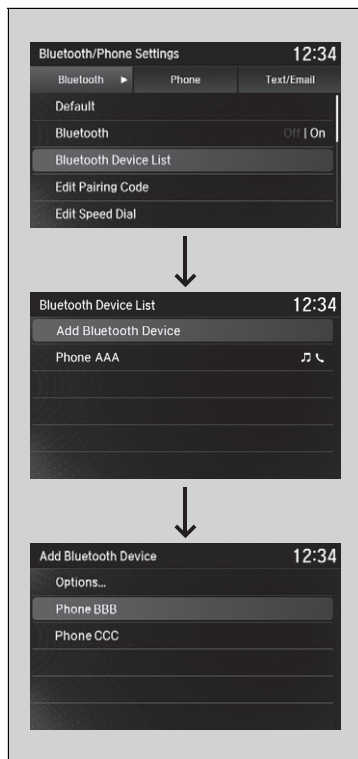 Bluetooth/Phone Settings 12:34
Bluetooth Phone Text/Email
Default
Bluetooth Off | On
Bluetooth Device List
Edit Pairing Code
Edit Speed Dial
Bluetooth Device List 12:34
Add Bluetooth Device
Phone AAA
Add Bluetooth Device 12:34
Options...
Phone BBB
Phone CCC